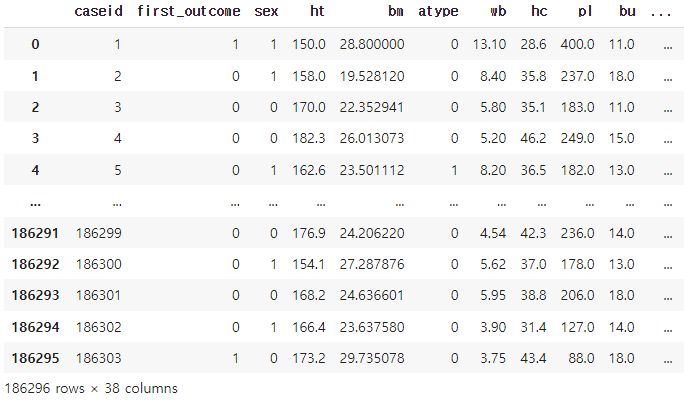 caseid first_outcome sex ht bm atype wb hc pl bu ...
0 1 1 1 150.0 28.800000 0 13.10 28.6 400.0 11.0 ...
1 2 0 1 158.0 19.528120 0 8.40 35.8 237.0 18.0 ...
2 3 0 0 170.0 22.352941 0 5.80 35.1 183.0 11.0 ...
3 4 0 0 182.3 26.013073 0 5.20 46.2 249.0 15.0 ...
4 5 0 1 162.6 23.501112 1 8.20 36.5 182.0 13.0 ...
... ... ... ... ... ... ... ... ... ... ... ...
186291 186299 0 0 176.9 24.206220 0 4.54 42.3 236.0 14.0 ...
186292 186300 0 1 154.1 27.287876 0 5.62 37.0 178.0 13.0 ...
186293 186301 0 0 168.2 24.636601 0 5.95 38.8 206.0 18.0 ...
186294 186302 0 1 166.4 23.637580 0 3.90 31.4 127.0 14.0 ...
186295 186303 1 0 173.2 29.735078 0 3.75 43.4 88.0 18.0 ...
186296 rows × 38 columns